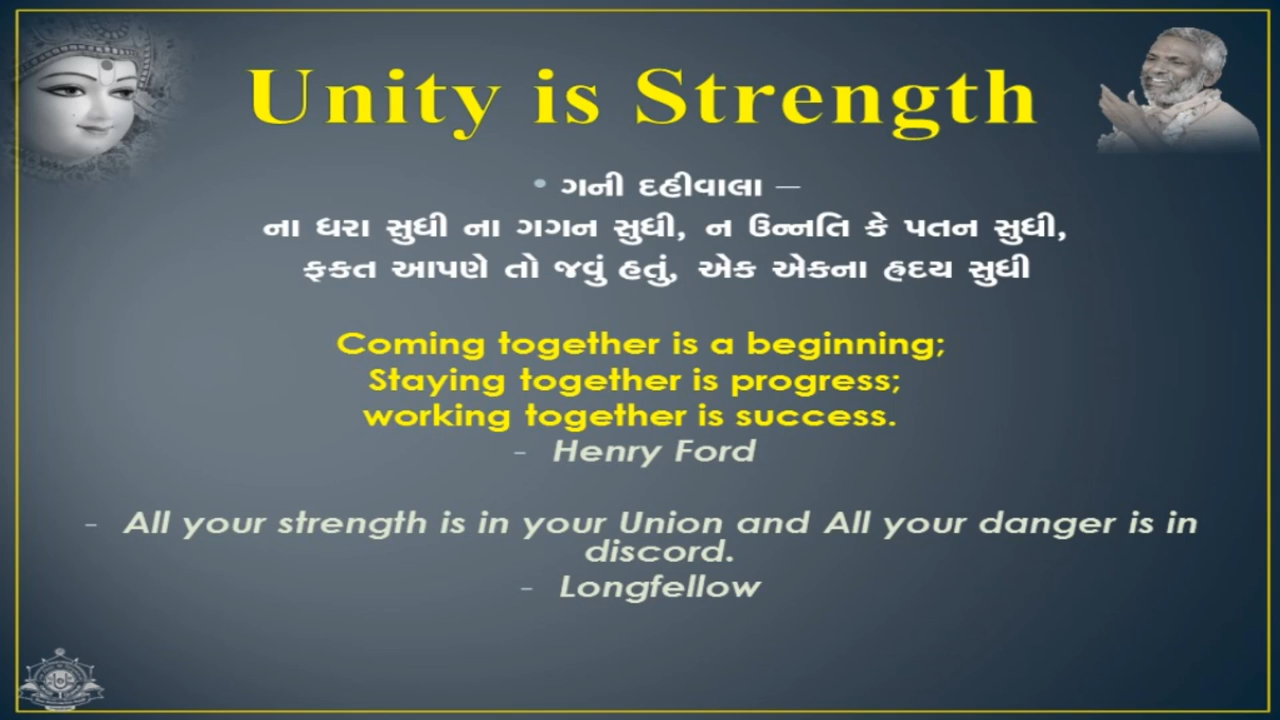 Unity is Strength
• ગની દહીવાલા –
ના ધરા સુધી ના ગગન સુધી, ન ઉન્નતિ કે પતન સુધી,
ફકત આપણે તો જવું હતું, એક એકના હૃદય સુધી
Coming together is a beginning;
Staying together is progress;
working together is success.
- Henry Ford
- All your strength is in your Union and All your danger is in
discord.
- Longfellow